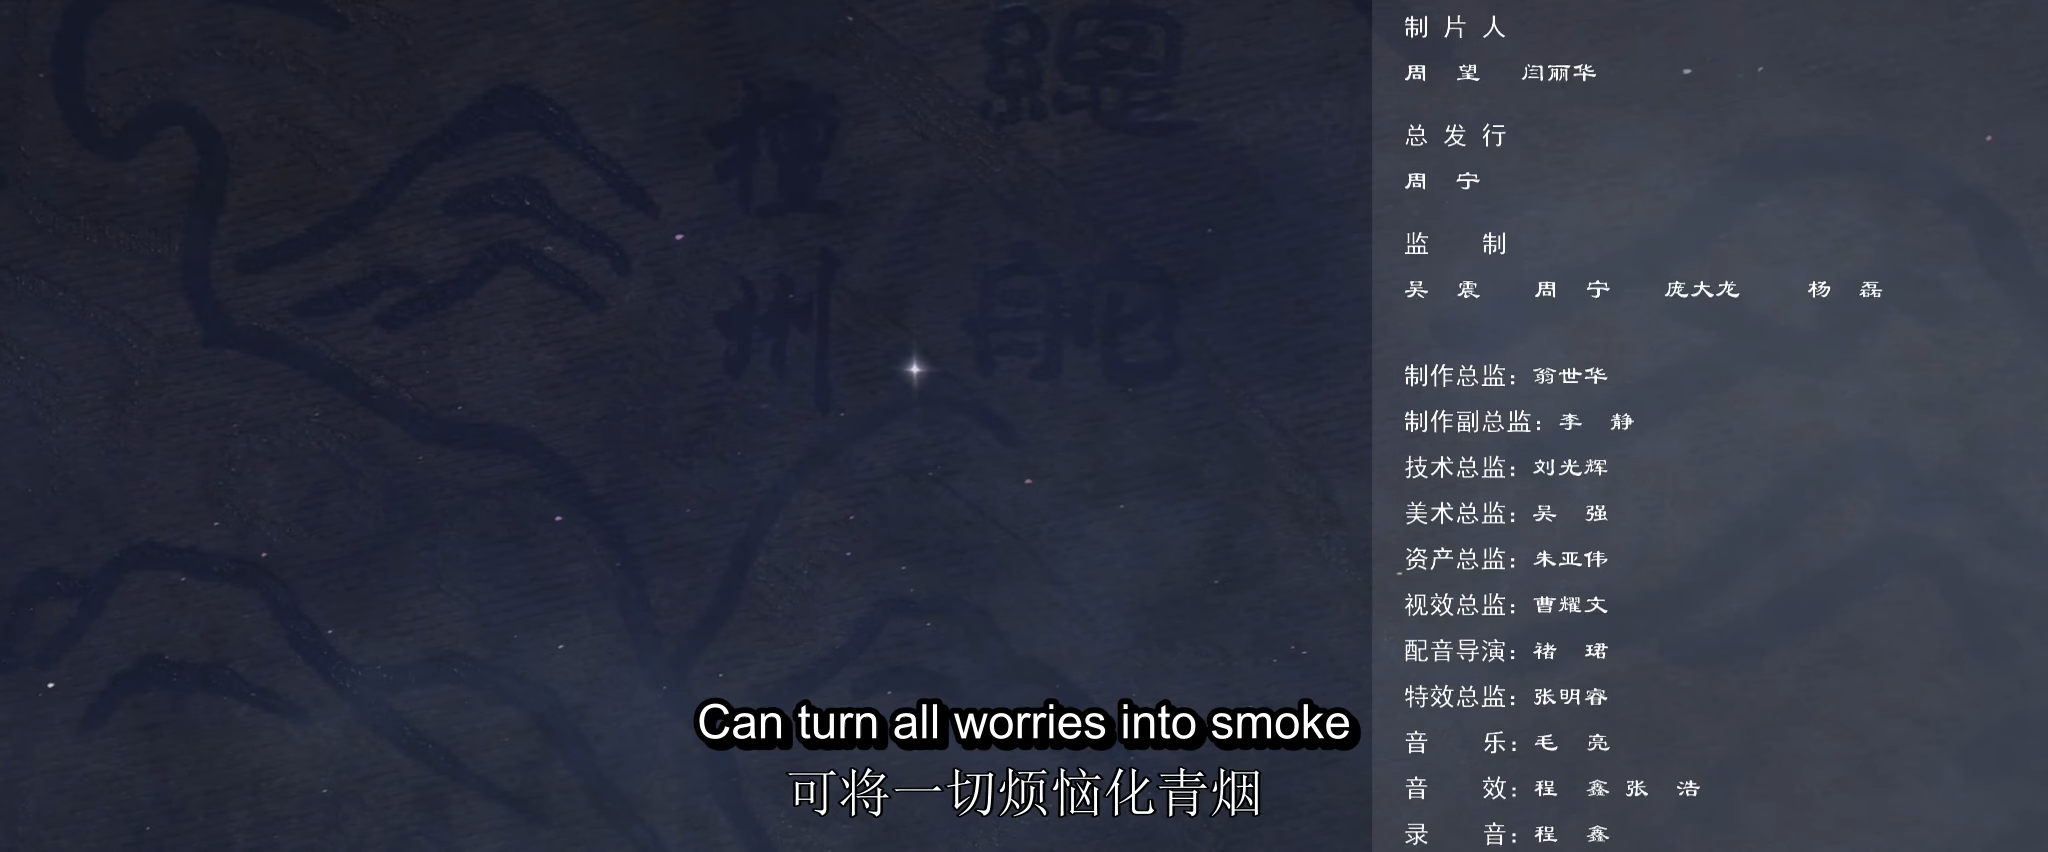 制片人
周 望 闫丽华
总发行
周 宁
监 制
吴 震 周 宁 庞大龙 杨 磊
制作总监：翁世华
制作副总监：李 静
技术总监：刘光辉
美术总监：吴 强
资产总监：朱亚伟
视效总监：曹耀文
配音导演：褚 珺
特效总监：张明睿
音 乐：毛 亮
音 效：程 鑫 张 浩
录 音：程 鑫
總舵
Can turn all worries into smoke
可将一切烦恼化青烟